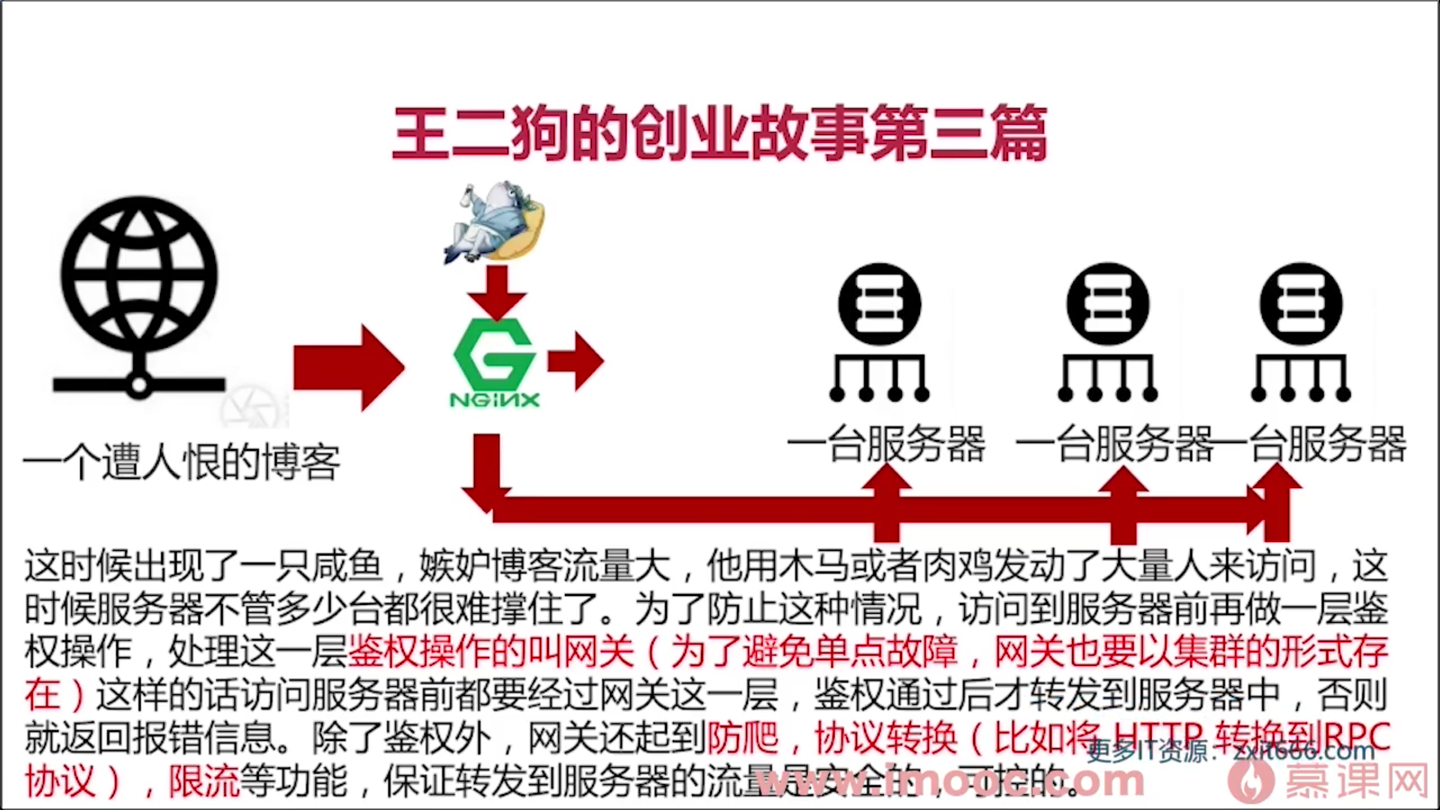 王二狗的创业故事第三篇
NGiNX
一个遭人恨的博客
一台服务器
一台服务器
一台服务器
这时候出现了一只咸鱼，嫉妒博客流量大，他用木马或者肉鸡发动了大量人来访问，这
时候服务器不管多少台都很难撑住了。为了防止这种情况，访问到服务器前再做一层鉴
权操作，处理这一层鉴权操作的叫网关（为了避免单点故障，网关也要以集群的形式存
在）这样的话访问服务器前都要经过网关这一层，鉴权通过后才转发到服务器中，否则
就返回报错信息。除了鉴权外，网关还起到防爬，协议转换（比如将 HTTP 转换到RPC
协议），限流等功能，保证转发到服务器的流量是安全的，可控的。
更多IT资源：zxit666.com
www.imooc.com
慕课网